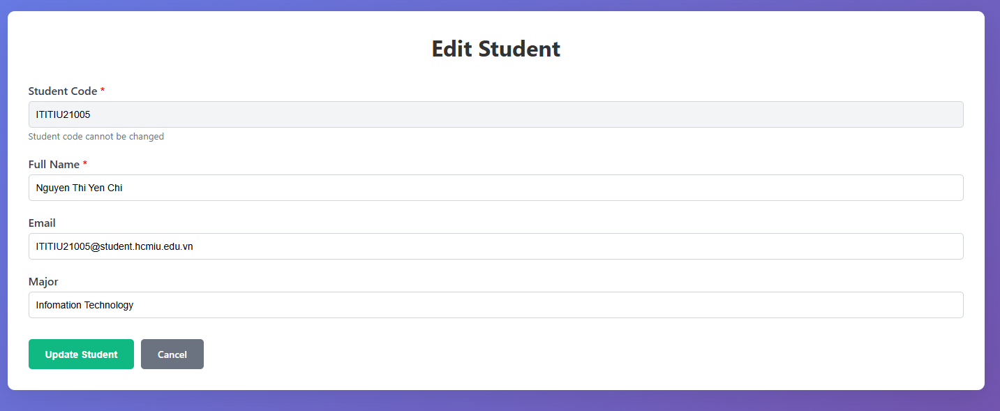 Edit Student
Student Code *
ITITIU21005
Student code cannot be changed
Full Name *
Nguyen Thi Yen Chi
Email
ITITIU21005@student.hcmiu.edu.vn
Major
Infomation Technology
Update Student Cancel